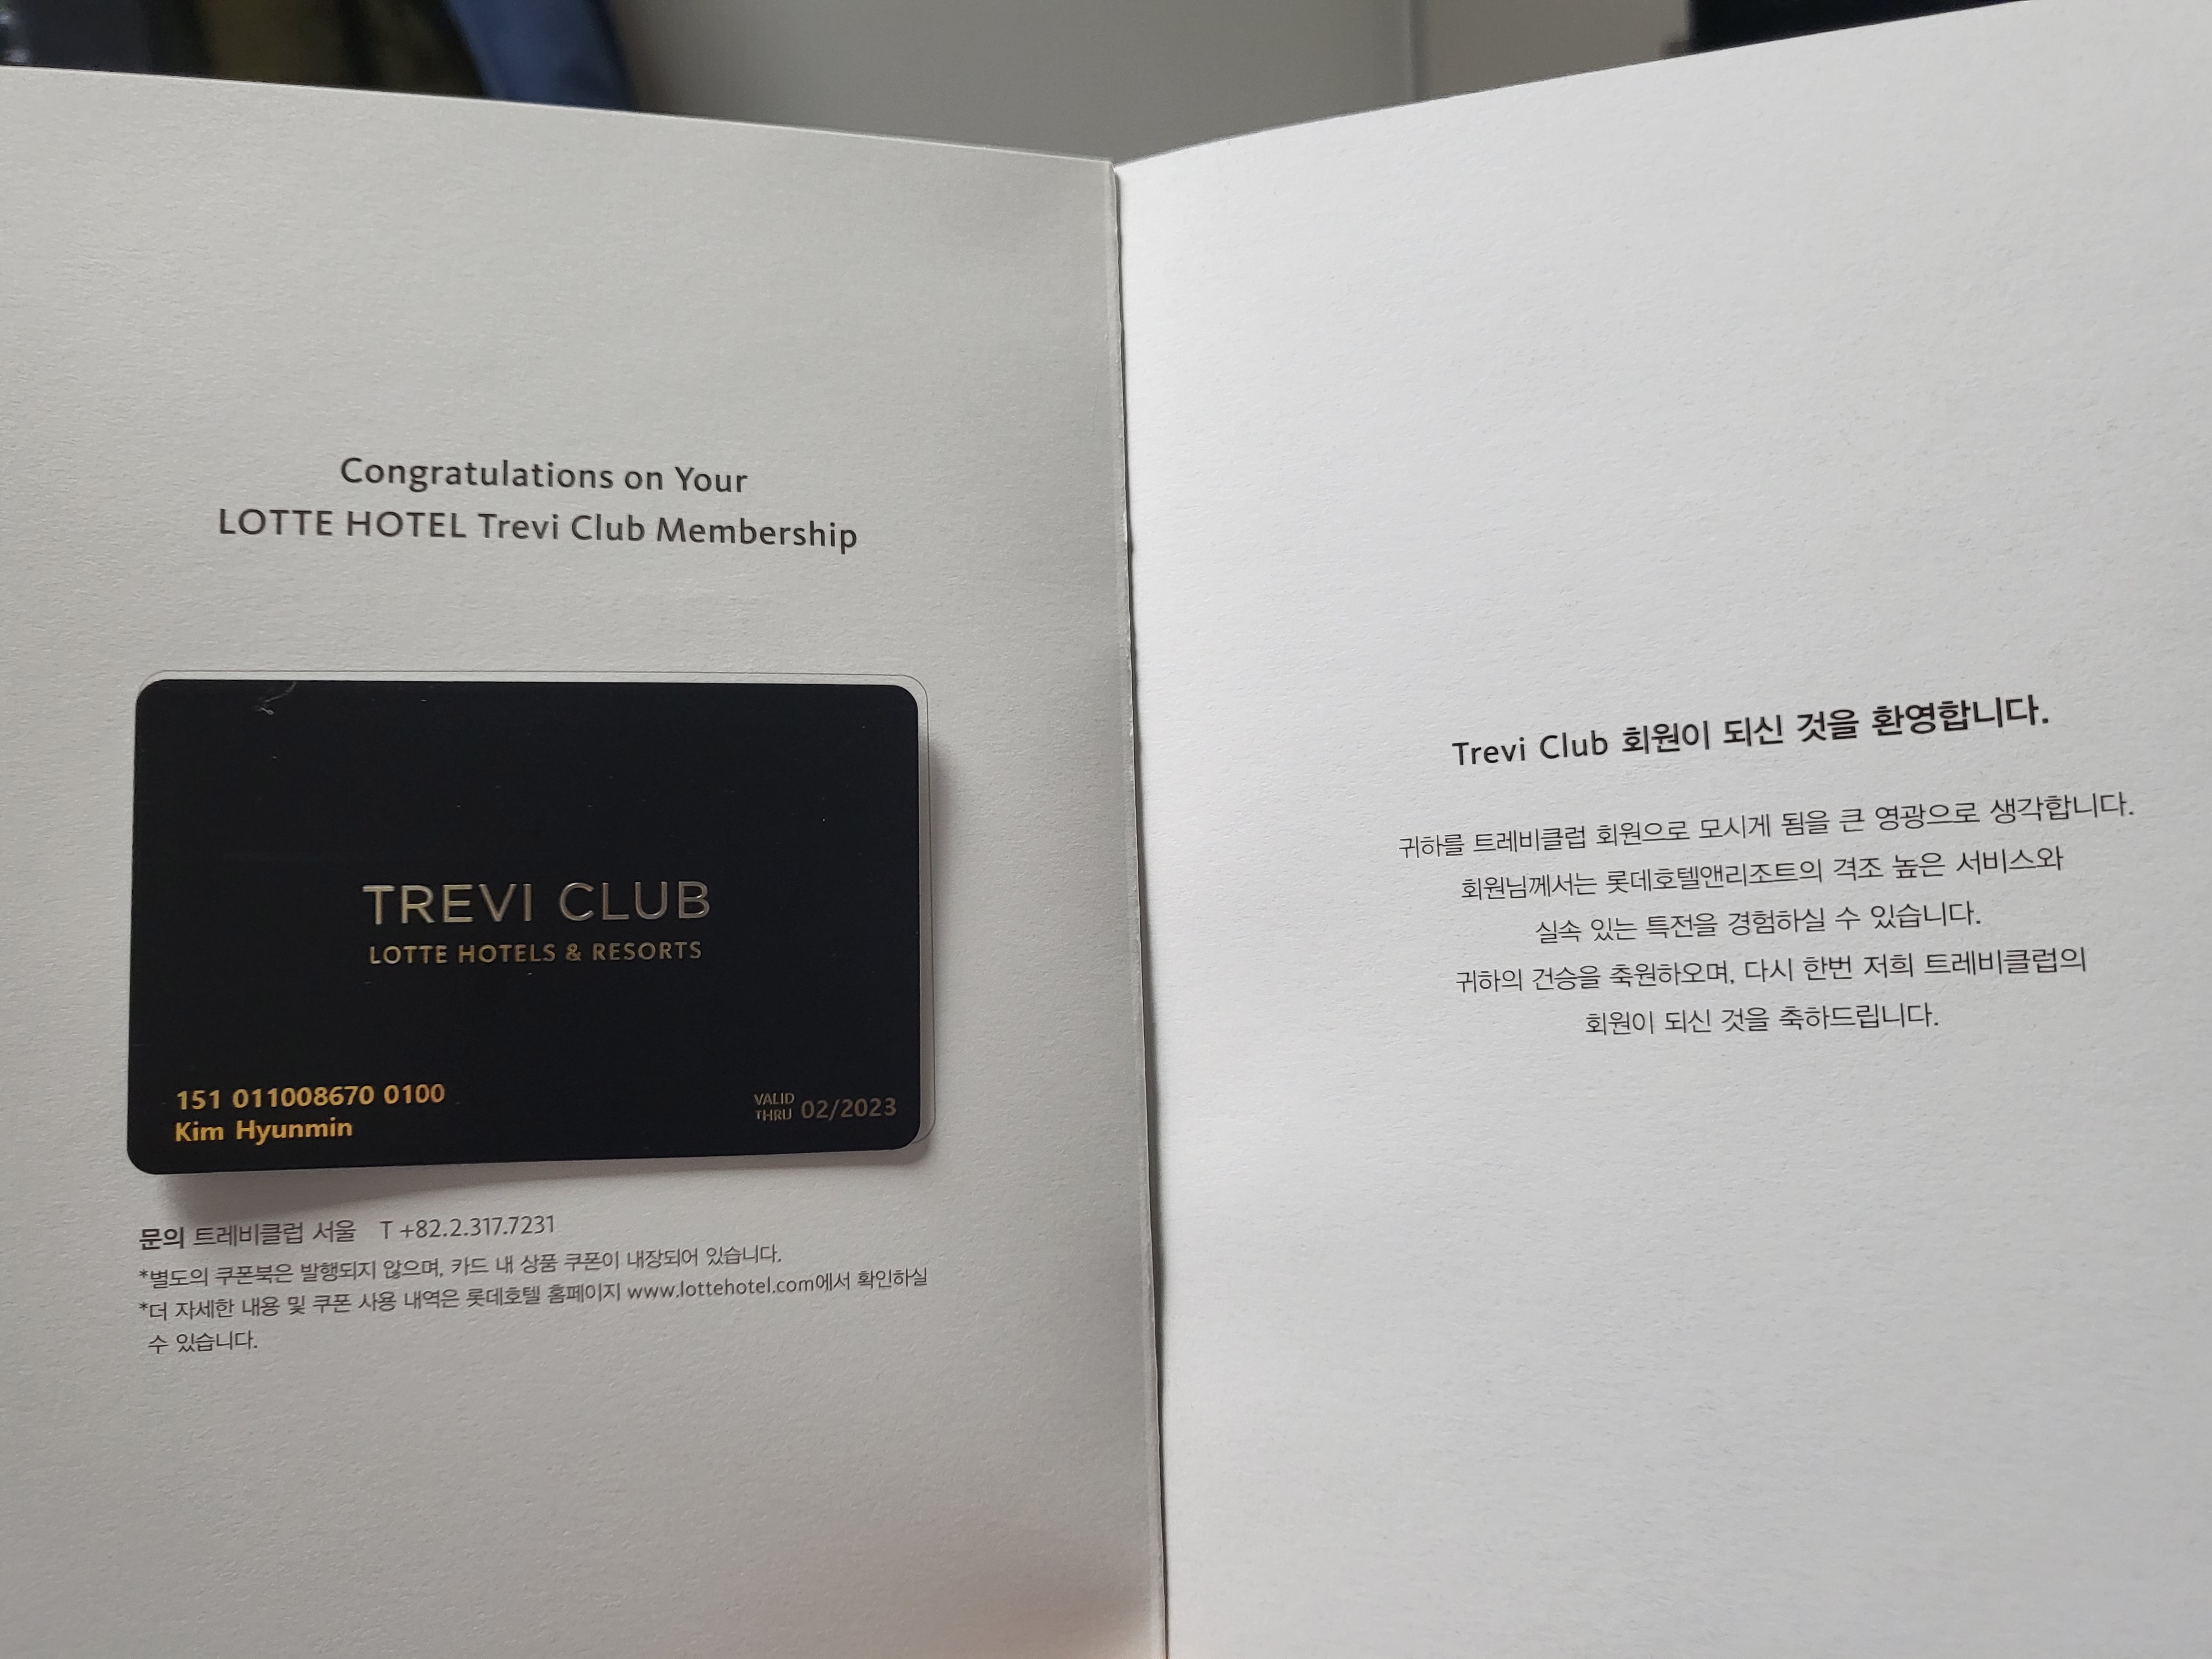 Congratulations on Your
LOTTE HOTEL Trevi Club Membership
TREVI CLUB
LOTTE HOTELS & RESORTS
151 011008670 0100
Kim Hyunmin
VALID
THRU 02/2023
문의 트레비클럽 서울 T +82.2.317.7231
*별도의 쿠폰북은 발행되지 않으며, 카드 내 상품 쿠폰이 내장되어 있습니다.
*더 자세한 내용 및 쿠폰 사용 내역은 롯데호텔 홈페이지 www.lottehotel.com에서 확인하실
수 있습니다.
Trevi Club 회원이 되신 것을 환영합니다.
귀하를 트레비클럽 회원으로 모시게 됨을 큰 영광으로 생각합니다.
회원님께서는 롯데호텔앤리조트의 격조 높은 서비스와
실속 있는 특전을 경험하실 수 있습니다.
귀하의 건승을 축원하오며, 다시 한번 저희 트레비클럽의
회원이 되신 것을 축하드립니다.